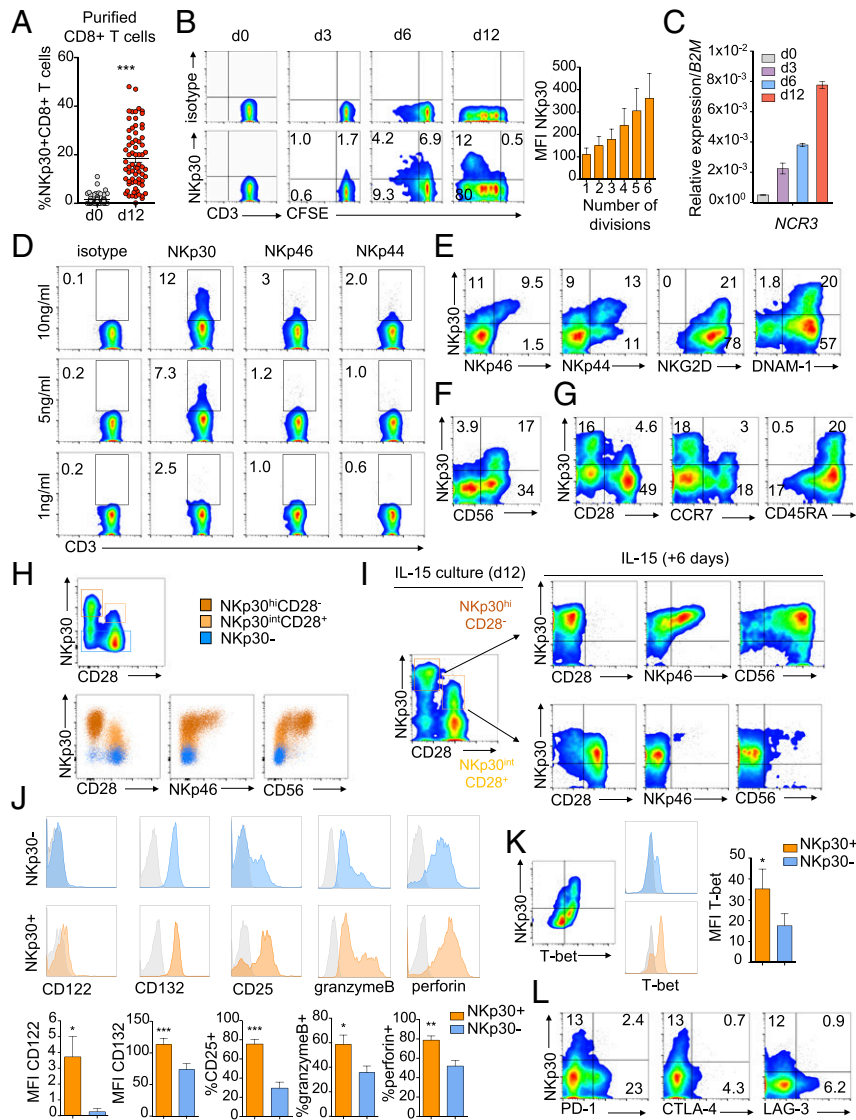 A
Purified
CD8+ T cells
***
%NKp30+CD8+ T cells
60
40
20
0
d0 d12
B
d0 d3 d6 d12
isotype
NKp30
1.0 1.7 4.2 6.9 12 0.5
0.6 9.3 80
CD3 CFSE
MFI NKp30
500
400
300
200
100
0
1 2 3 4 5 6
Number of
divisions
C
Relative expression/B2M
1x10-2
8x10-3
6x10-3
4x10-3
2x10-3
0x100
d0
d3
d6
d12
NCR3
D
isotype NKp30 NKp46 NKp44
10ng/ml
0.1 12 3 2.0
5ng/ml
0.2 7.3 1.2 1.0
1ng/ml
0.2 2.5 1.0 0.6
CD3
E
NKp30
11 9.5 9 13 0 21 1.8 20
1.5 11 78 57
NKp46 NKp44 NKG2D DNAM-1
F
NKp30
3.9 17
34
CD56
G
NKp30
16 4.6 18 3 0.5 20
49 18 17
CD28 CCR7 CD45RA
H
NKp30
CD28
NKp30hiCD28-
NKp30intCD28+
NKp30-
NKp30
CD28 NKp46 CD56
I
IL-15 culture (d12)
IL-15 (+6 days)
NKp30hi
CD28-
NKp30
CD28
NKp30int
CD28+
NKp30
CD28 NKp46 CD56
NKp30
CD28 NKp46 CD56
J
NKp30-
NKp30+
CD122 CD132 CD25 granzymeB perforin
NKp30+
NKp30-
MFI CD122
6
4
2
0
*
MFI CD132
150
100
50
0
***
%CD25+
100
80
60
40
20
0
***
%granzymeB+
80
60
40
20
0
*
%perforin+
100
80
60
40
20
0
**
K
NKp30
T-bet
T-bet
NKp30+
NKp30-
MFI T-bet
50
40
30
20
10
0
*
L
NKp30
13 2.4 13 0.7 12 0.9
23 4.3 6.2
PD-1 CTLA-4 LAG-3